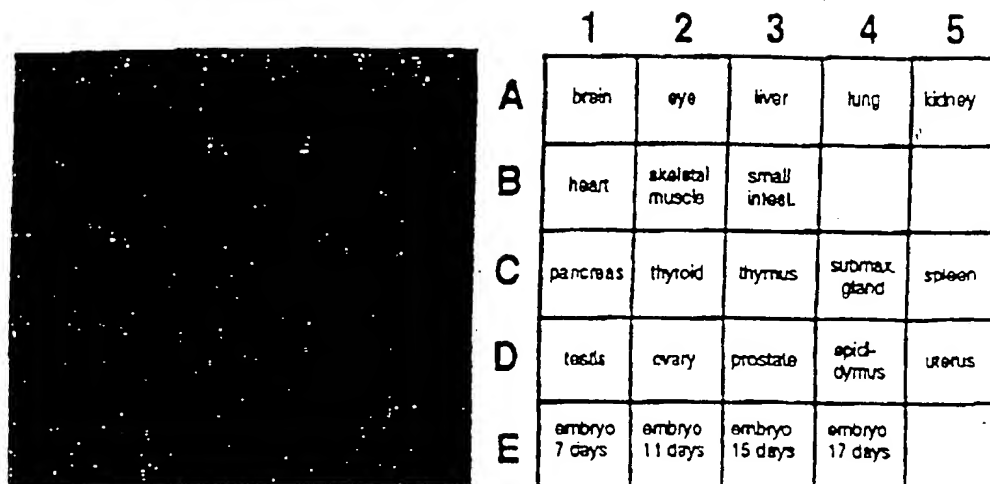 1 2 3 4 5
A brain eye liver lung kidney
B heart skeletal muscle small intest.
C pancreas thyroid thymus submax. gland spleen
D testis ovary prostate epid- dymus uterus
E embryo 7 days embryo 11 days embryo 15 days embryo 17 days